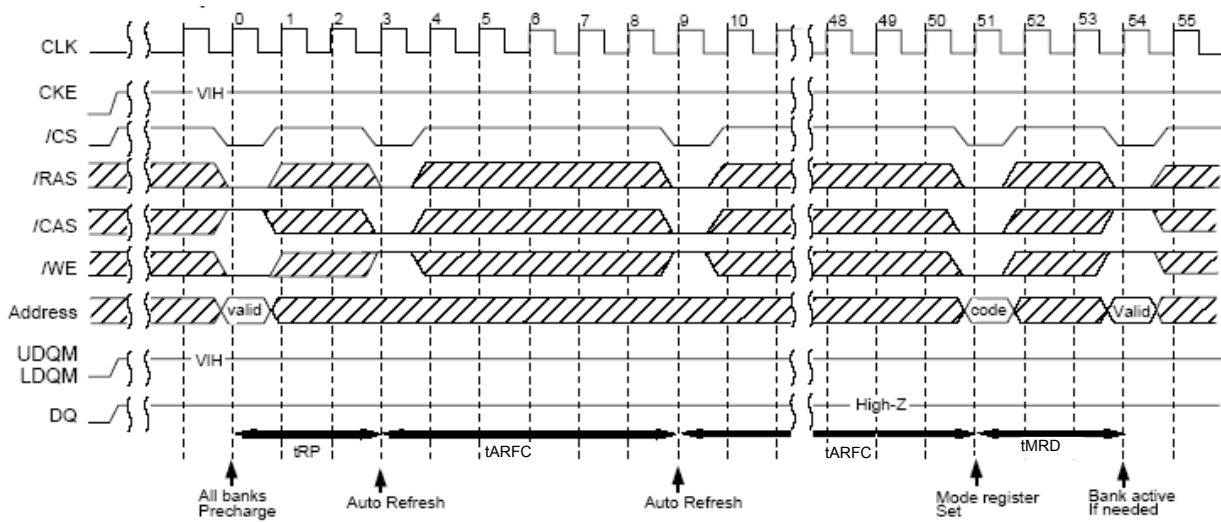 0 1 2 3 4 5 6 7 8 9 10 48 49 50 51 52 53 54 55
CLK
CKE VIH
/CS
/RAS
/CAS
/WE
Address valid code Valid
UDQM
LDQM VIH
DQ High-Z
tRP tARFC tARFC tMRD
All banks
Precharge
Auto Refresh
Auto Refresh
Mode register
Set
Bank active
If needed